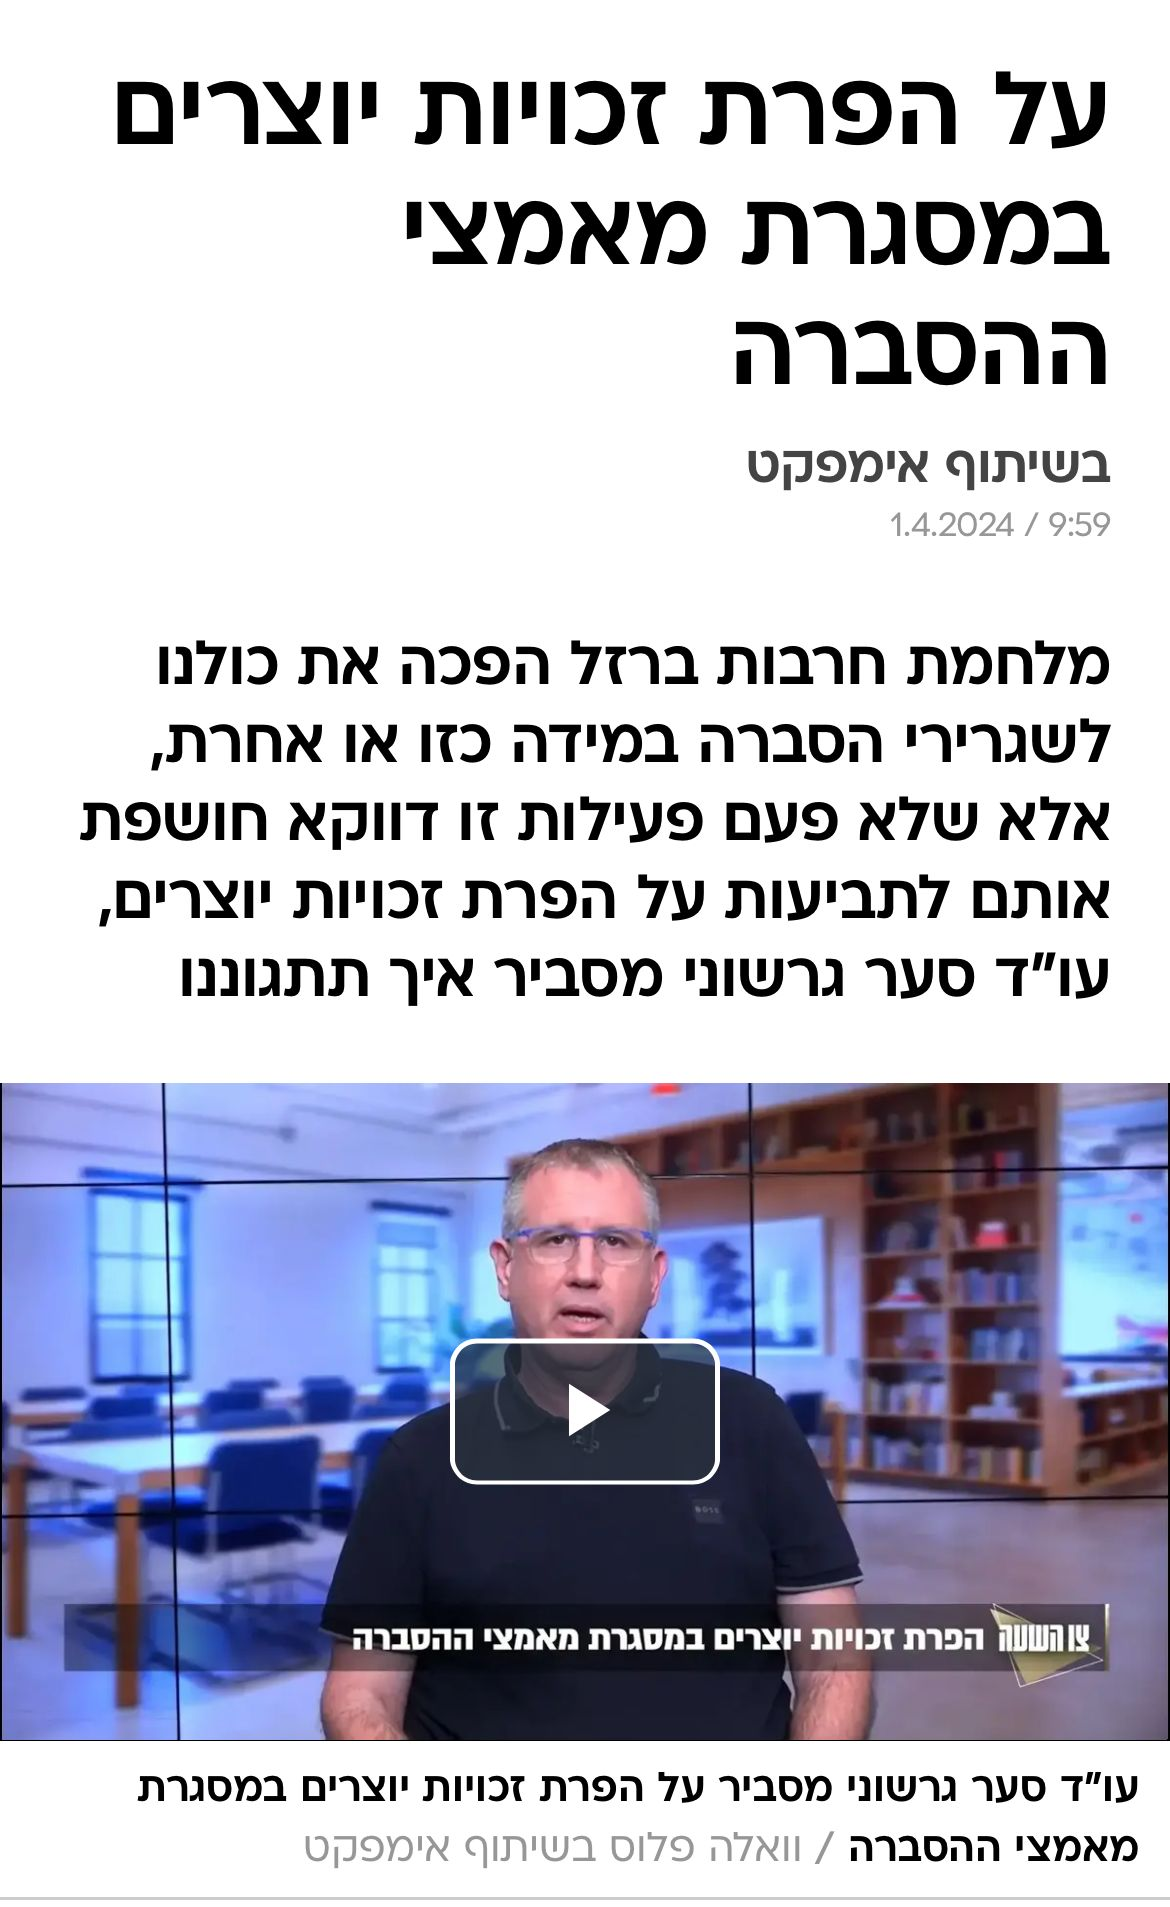 על הפרת זכויות יוצרים
במסגרת מאמצי
ההסברה
בשיתוף אימפקט
1.4.2024 / 9:59
מלחמת חרבות ברזל הפכה את כולנו
לשגרירי הסברה במידה כזו או אחרת,
אלא שלא פעם פעילות זו דווקא חושפת
אותם לתביעות על הפרת זכויות יוצרים,
עו"ד סער גרשוני מסביר איך תתגוננו
BOSS
צו השעה הפרת זכויות יוצרים במסגרת מאמצי ההסברה
עו"ד סער גרשוני מסביר על הפרת זכויות יוצרים במסגרת
מאמצי ההסברה / וואלה פלוס בשיתוף אימפקט